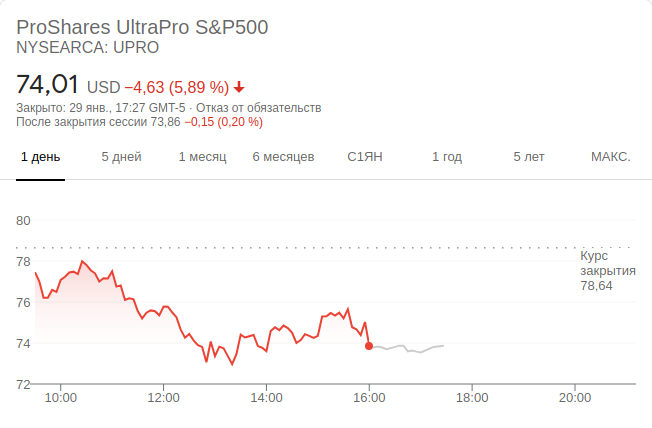 ProShares UltraPro S&P500
NYSEARCA: UPRO
74,01 USD −4,63 (5,89 %)
Закрыто: 29 янв., 17:27 GMT-5 · Отказ от обязательств
После закрытия сессии 73,86 −0,15 (0,20 %)
1 день 5 дней 1 месяц 6 месяцев С1ЯН 1 год 5 лет МАКС.
80
78
76
74
72
Курс
закрытия
78,64
10:00 12:00 14:00 16:00 18:00 20:00